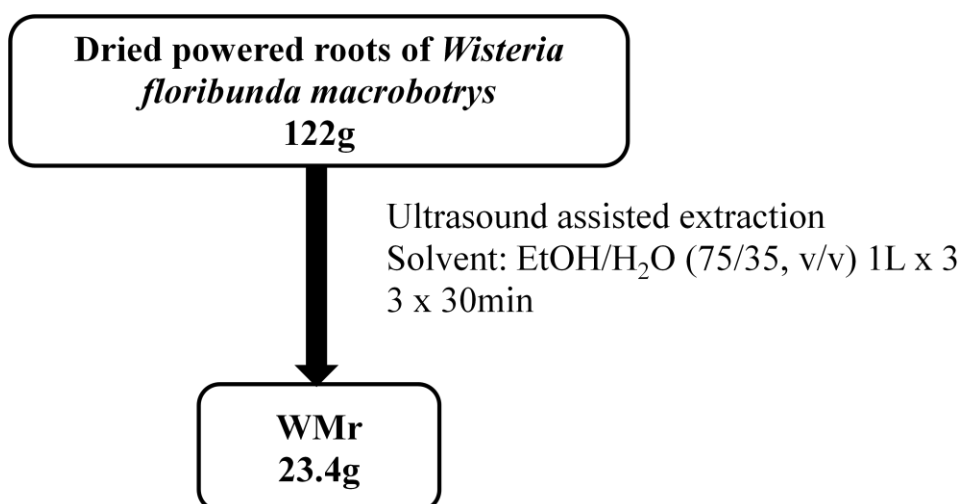 Dried powered roots of Wisteria
floribunda macrobotrys
122g
Ultrasound assisted extraction
Solvent: EtOH/H₂O (75/35, v/v) 1L x 3
3 x 30min
WMr
23.4g